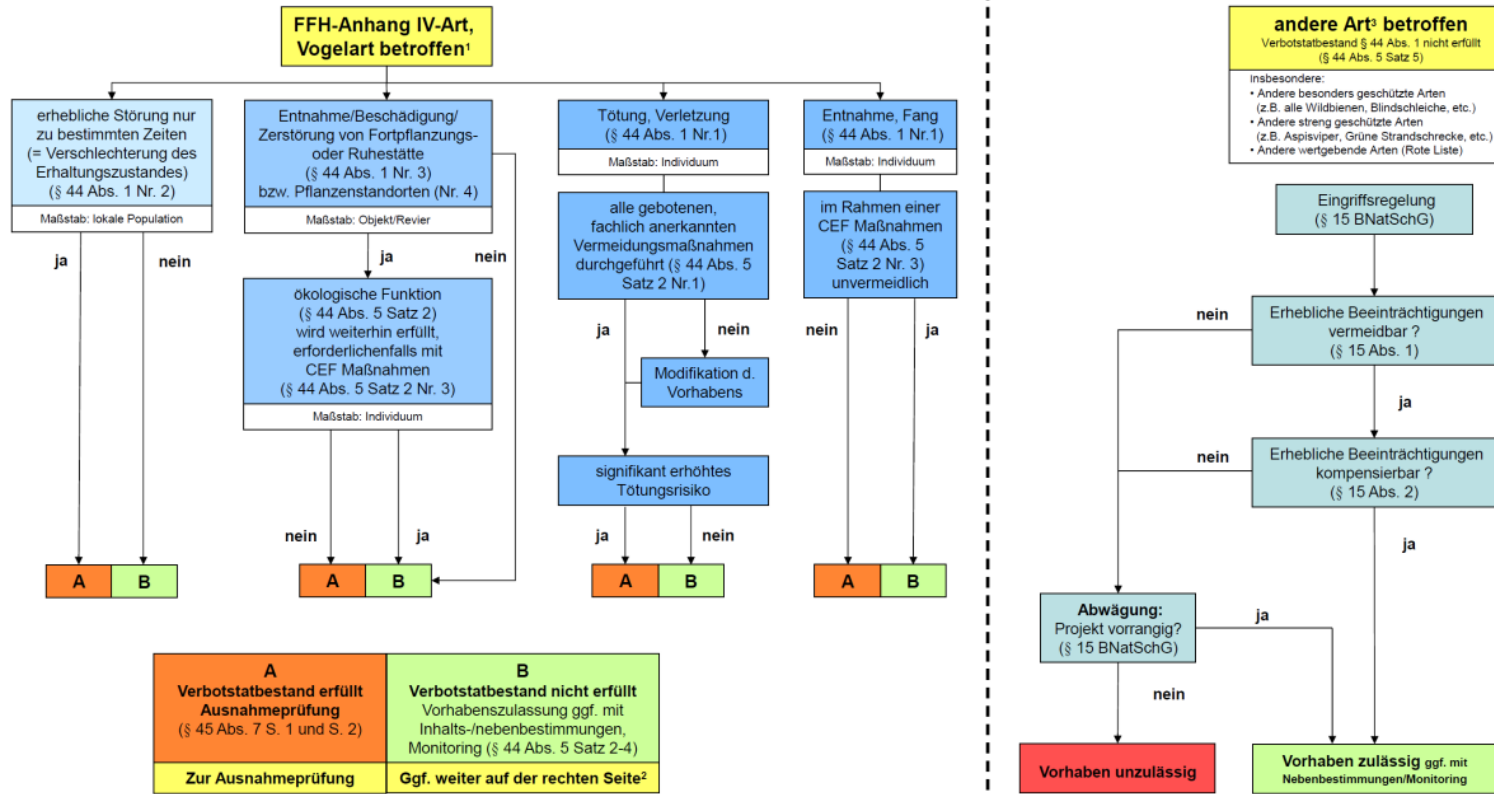 FFH-Anhang IV-Art,
Vogelart betroffen¹
erhebliche Störung nur
zu bestimmten Zeiten
(= Verschlechterung des
Erhaltungszustandes)
(§ 44 Abs. 1 Nr. 2)
Maßstab: lokale Population
ja
nein
Entnahme/Beschädigung/
Zerstörung von Fortpflanzungs-
oder Ruhestätte
(§ 44 Abs. 1 Nr. 3)
bzw. Pflanzenstandorten (Nr. 4)
Maßstab: Objekt/Revier
ja
nein
ökologische Funktion
(§ 44 Abs. 5 Satz 2)
wird weiterhin erfüllt,
erforderlichenfalls mit
CEF Maßnahmen
(§ 44 Abs. 5 Satz 2 Nr. 3)
Maßstab: Individuum
nein
ja
Tötung, Verletzung
(§ 44 Abs. 1 Nr.1)
Maßstab: Individuum
alle gebotenen,
fachlich anerkannten
Vermeidungsmaßnahmen
durchgeführt (§ 44 Abs. 5
Satz 2 Nr.1)
ja
nein
Modifikation d.
Vorhabens
signifikant erhöhtes
Tötungsrisiko
ja
nein
Entnahme, Fang
(§ 44 Abs. 1 Nr.1)
Maßstab: Individuum
im Rahmen einer
CEF Maßnahmen
(§ 44 Abs. 5
Satz 2 Nr. 3)
unvermeidlich
nein
ja
A
B
A
B
A
B
A
B
A
Verbotstatbestand erfüllt
Ausnahmeprüfung
(§ 45 Abs. 7 S. 1 und S. 2)
Zur Ausnahmeprüfung
B
Verbotstatbestand nicht erfüllt
Vorhabenszulassung ggf. mit
Inhalts-/nebenbestimmungen,
Monitoring (§ 44 Abs. 5 Satz 2-4)
Ggf. weiter auf der rechten Seite²
andere Art³ betroffen
Verbotstatbestand § 44 Abs. 1 nicht erfüllt
(§ 44 Abs. 5 Satz 5)
Insbesondere:
• Andere besonders geschützte Arten
(z.B. alle Wildbienen, Blindschleiche, etc.)
• Andere streng geschützte Arten
(z.B. Aspisviper, Grüne Strandschrecke, etc.)
• Andere wertgebende Arten (Rote Liste)
Eingriffsregelung
(§ 15 BNatSchG)
nein
Erhebliche Beeinträchtigungen
vermeidbar ?
(§ 15 Abs. 1)
ja
nein
Erhebliche Beeinträchtigungen
kompensierbar ?
(§ 15 Abs. 2)
ja
Abwägung:
Projekt vorrangig?
(§ 15 BNatSchG)
ja
nein
Vorhaben unzulässig
Vorhaben zulässig ggf. mit
Nebenbestimmungen/Monitoring